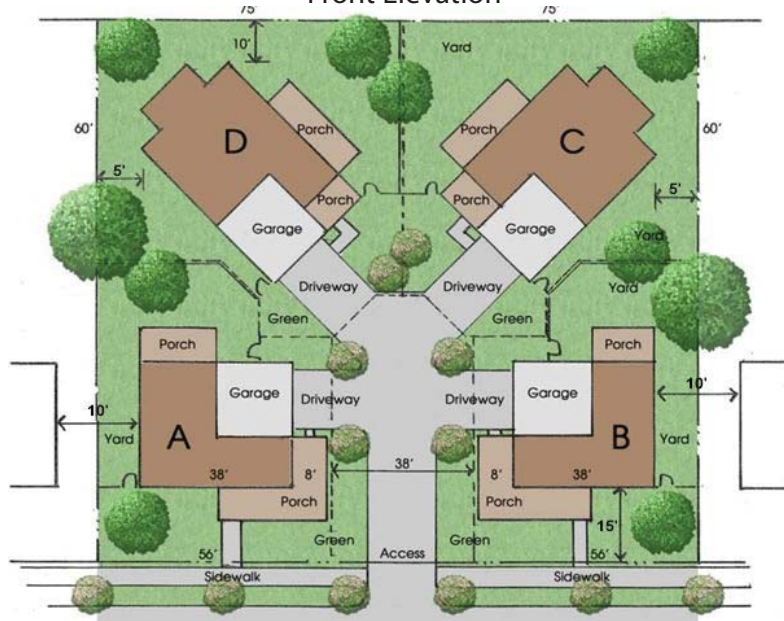 Front Elevation
75'
75'
10'
Yard
60'
60'
Porch
D
C
Porch
5'
5'
Porch
Porch
Garage
Garage
Yard
Driveway
Driveway
Yard
Green
Green
Porch
Porch
Garage
Garage
10'
Driveway
Driveway
10'
Yard
A
B
Yard
38'
8'
38'
8'
38'
Porch
Porch
15'
Green
Green
56'
Access
56'
Sidewalk
Sidewalk